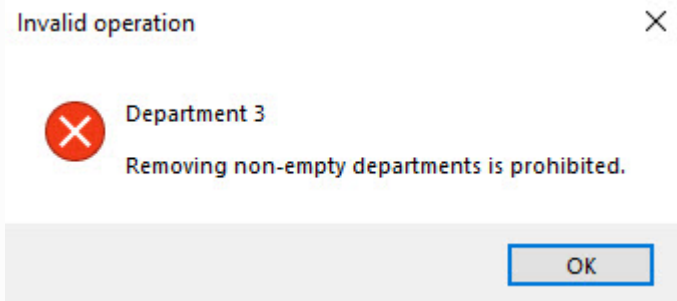 Invalid operation
Department 3
Removing non-empty departments is prohibited.
OK